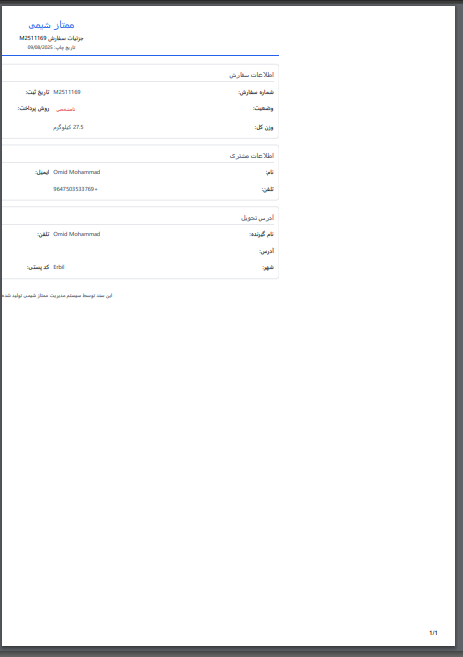 ممتاز شیمی
جزئیات سفارش M2511169
تاریخ چاپ: 09/08/2025
اطلاعات سفارش
شماره سفارش: M2511169 تاریخ ثبت:
وضعیت: نامشخص روش پرداخت:
وزن کل: 27.5 کیلوگرم
اطلاعات مشتری
نام: Omid Mohammad ایمیل:
تلفن: 9647503533769+
آدرس تحویل
نام گیرنده: Omid Mohammad تلفن:
آدرس:
شهر: Erbil کد پستی:
این سند توسط سیستم مدیریت ممتاز شیمی تولید شده
1/1